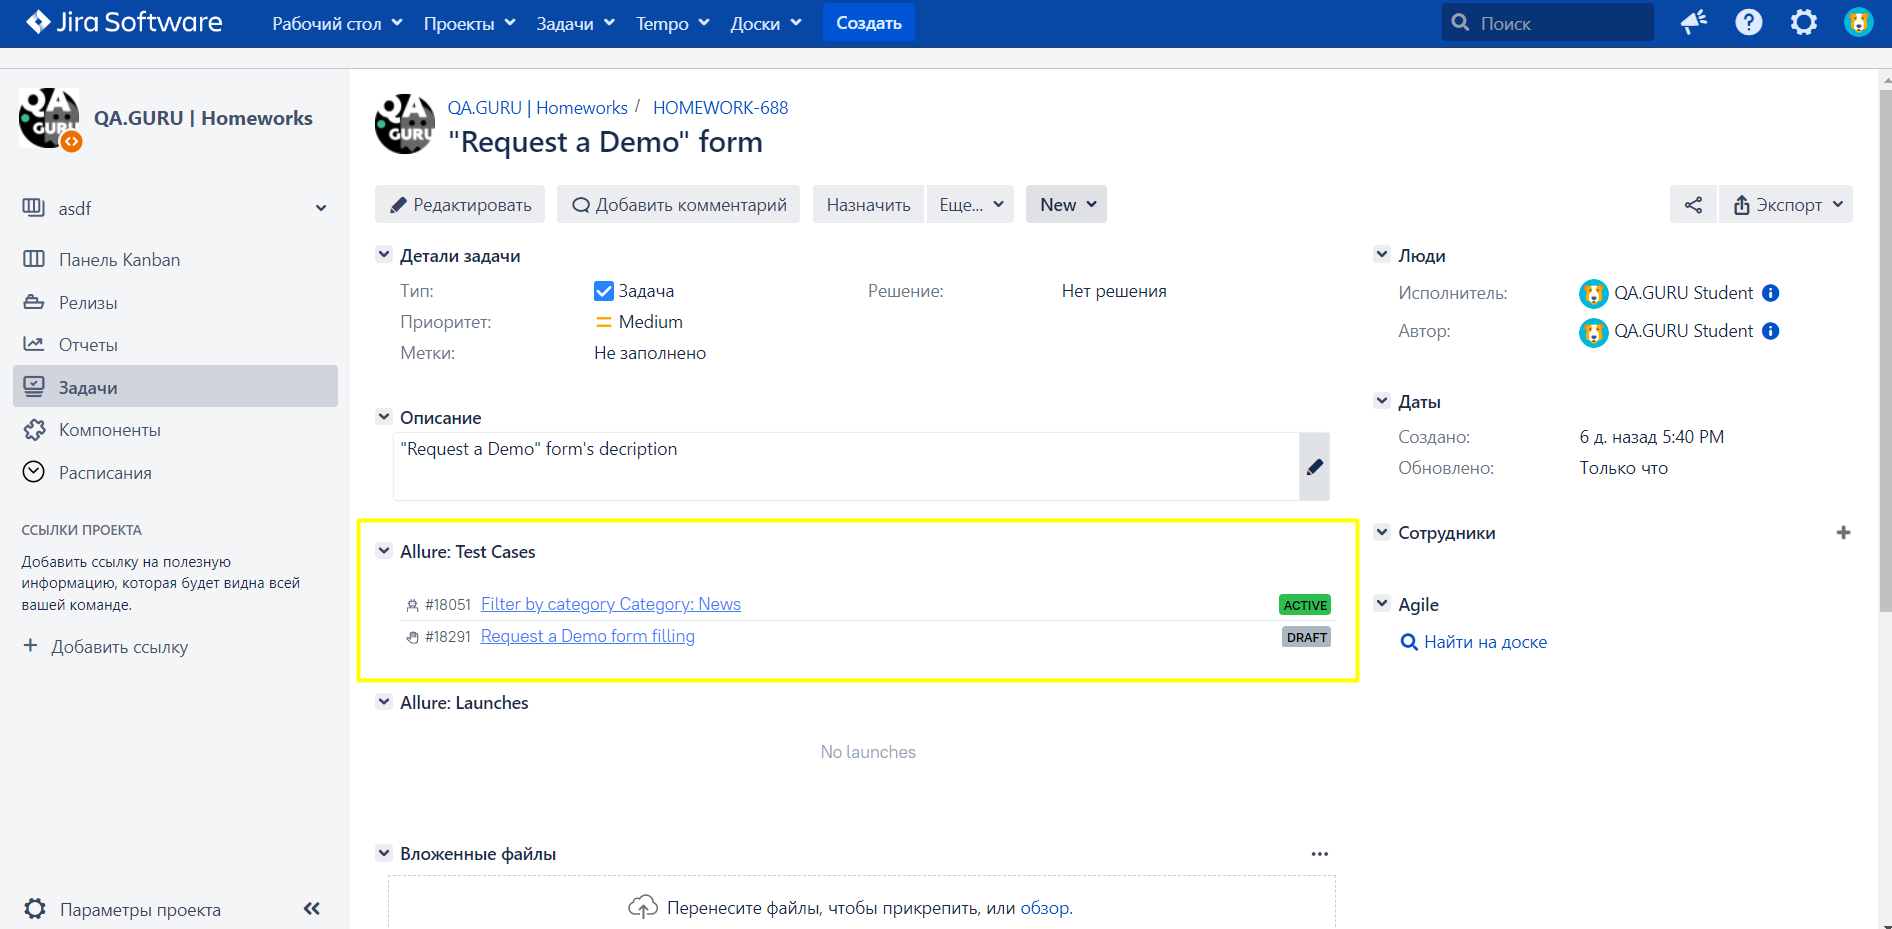 Jira Software
Рабочий стол
Проекты
Задачи
Tempo
Доски
Создать
Поиск
QA.GURU | Homeworks
asdf
Панель Kanban
Релизы
Отчеты
Задачи
Компоненты
Расписания
ССЫЛКИ ПРОЕКТА
Добавить ссылку на полезную
информацию, которая будет видна всей
вашей команде.
+ Добавить ссылку
Параметры проекта
QA
GURU
QA.GURU | Homeworks / HOMEWORK-688
"Request a Demo" form
Редактировать
Добавить комментарий
Назначить
Еще...
New
Экспорт
Детали задачи
Тип: Задача
Решение: Нет решения
Приоритет: Medium
Метки: Не заполнено
Описание
"Request a Demo" form's decription
Allure: Test Cases
#18051 Filter by category Category: News ACTIVE
#18291 Request a Demo form filling DRAFT
Allure: Launches
No launches
Вложенные файлы
Перенесите файлы, чтобы прикрепить, или обзор.
Люди
Исполнитель: QA.GURU Student
Автор: QA.GURU Student
Даты
Создано: 6 д. назад 5:40 PM
Обновлено: Только что
Сотрудники
Agile
Найти на доске